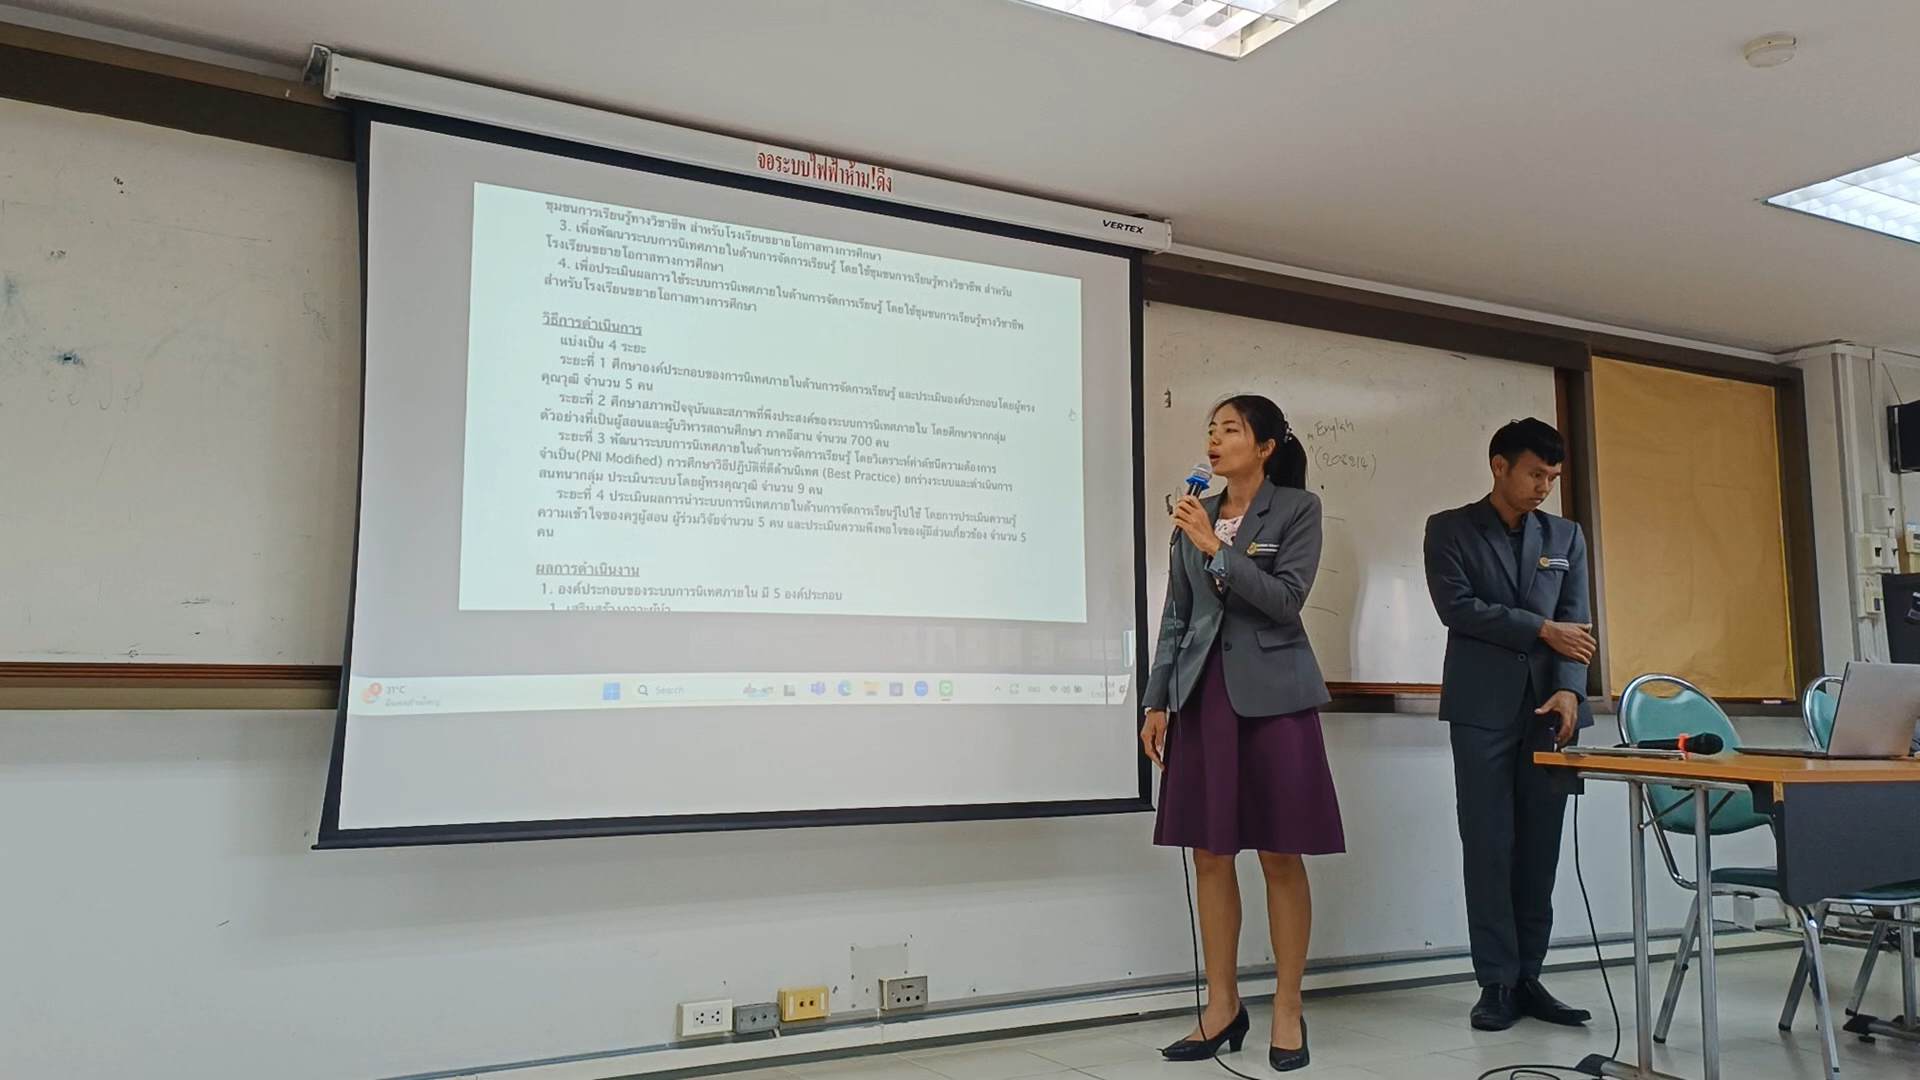 จอระบบไฟฟ้าห้าม!ดึง
VERTEX
ชุมชนการเรียนรู้ทางวิชาชีพ สำหรับโรงเรียนขยายโอกาสทางการศึกษา
3. เพื่อพัฒนาระบบการนิเทศภายในด้านการจัดการเรียนรู้ โดยใช้ชุมชนการเรียนรู้ทางวิชาชีพ สำหรับ
โรงเรียนขยายโอกาสทางการศึกษา
4. เพื่อประเมินผลการใช้ระบบการนิเทศภายในด้านการจัดการเรียนรู้ โดยใช้ชุมชนการเรียนรู้ทางวิชาชีพ
สำหรับโรงเรียนขยายโอกาสทางการศึกษา
วิธีการดำเนินการ
แบ่งเป็น 4 ระยะ
ระยะที่ 1 ศึกษาองค์ประกอบของการนิเทศภายในด้านการจัดการเรียนรู้ และประเมินองค์ประกอบโดยผู้ทรง
คุณวุฒิ จำนวน 5 คน
ระยะที่ 2 ศึกษาสภาพปัจจุบันและสภาพที่พึงประสงค์ของระบบการนิเทศภายใน โดยศึกษาจากกลุ่ม
ตัวอย่างที่เป็นผู้สอนและผู้บริหารสถานศึกษา ภาคอีสาน จำนวน 700 คน
ระยะที่ 3 พัฒนาระบบการนิเทศภายในด้านการจัดการเรียนรู้ โดยวิเคราะห์ค่าดัชนีความต้องการ
จำเป็น(PNI Modified) การศึกษาวิธีปฏิบัติที่ดีด้านนิเทศ (Best Practice) ยกร่างระบบและดำเนินการ
สนทนากลุ่ม ประเมินระบบโดยผู้ทรงคุณวุฒิ จำนวน 9 คน
ระยะที่ 4 ประเมินผลการนำระบบการนิเทศภายในด้านการจัดการเรียนรู้ไปใช้ โดยการประเมินความรู้
ความเข้าใจของครูผู้สอน ผู้ร่วมวิจัยจำนวน 5 คน และประเมินความพึงพอใจของผู้มีส่วนเกี่ยวข้อง จำนวน 5
คน
ผลการดำเนินงาน
1. องค์ประกอบของระบบการนิเทศภายใน มี 5 องค์ประกอบ
1. เสริมสร้างภาวะผู้นำ
31°C
มีเมฆบางส่วนใหญ่
Search
ENG
English